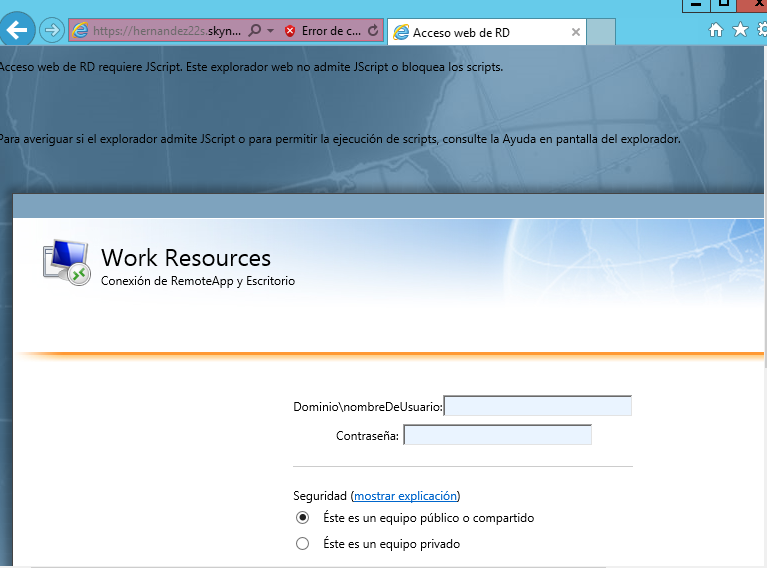 https://hernandez22s.skyn...
Error de c...
Acceso web de RD
Acceso web de RD requiere JScript. Este explorador web no admite JScript o bloquea los scripts.
Para averiguar si el explorador admite JScript o para permitir la ejecución de scripts, consulte la Ayuda en pantalla del explorador.
Work Resources
Conexión de RemoteApp y Escritorio
Dominio\nombreDeUsuario:
Contraseña:
Seguridad (mostrar explicación)
Éste es un equipo público o compartido
Éste es un equipo privado